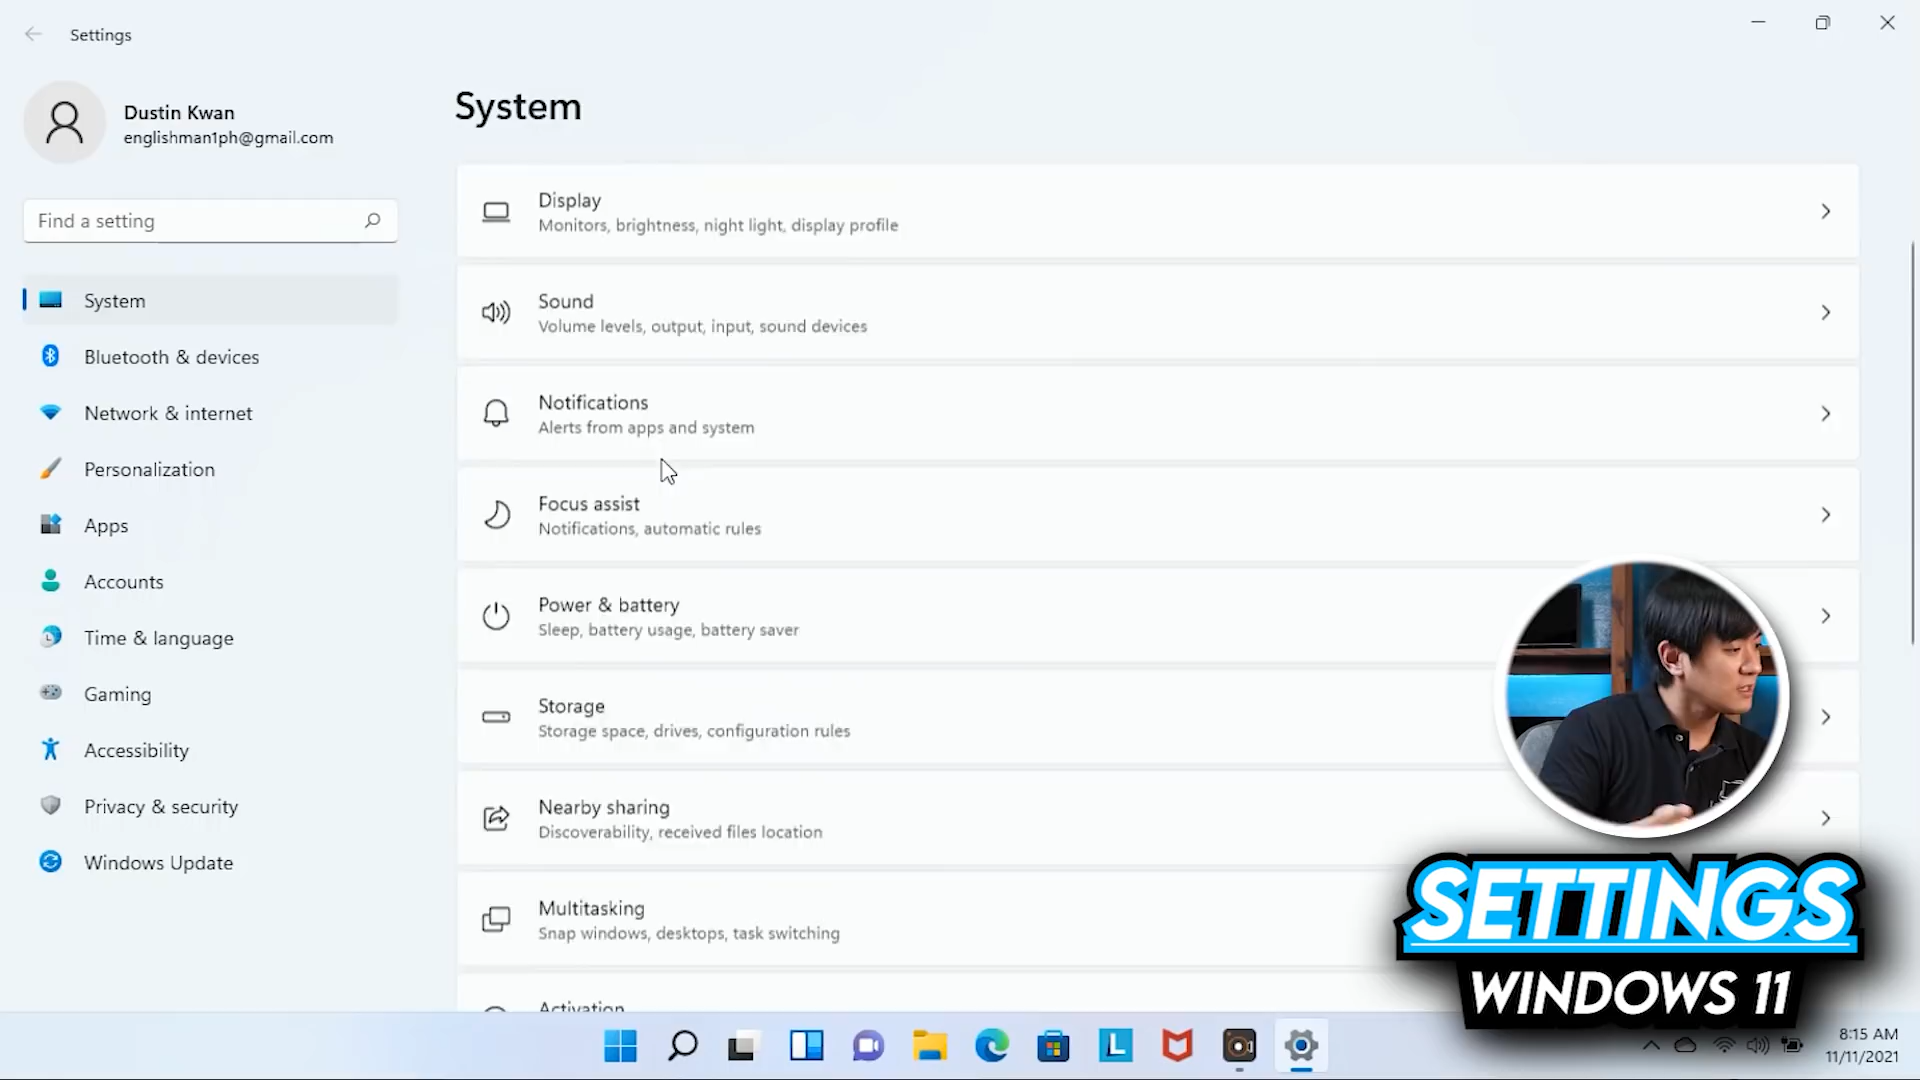 Settings
Dustin Kwan
englishman1ph@gmail.com
Find a setting
System
Bluetooth & devices
Network & internet
Personalization
Apps
Accounts
Time & language
Gaming
Accessibility
Privacy & security
Windows Update
System
Display
Monitors, brightness, night light, display profile
Sound
Volume levels, output, input, sound devices
Notifications
Alerts from apps and system
Focus assist
Notifications, automatic rules
Power & battery
Sleep, battery usage, battery saver
Storage
Storage space, drives, configuration rules
Nearby sharing
Discoverability, received files location
Multitasking
Snap windows, desktops, task switching
Activation
SETTINGS
WINDOWS 11
L
8:15 AM
11/11/2021